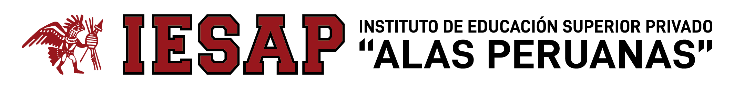 IESAP
INSTITUTO DE EDUCACIÓN SUPERIOR PRIVADO
“ALAS PERUANAS”